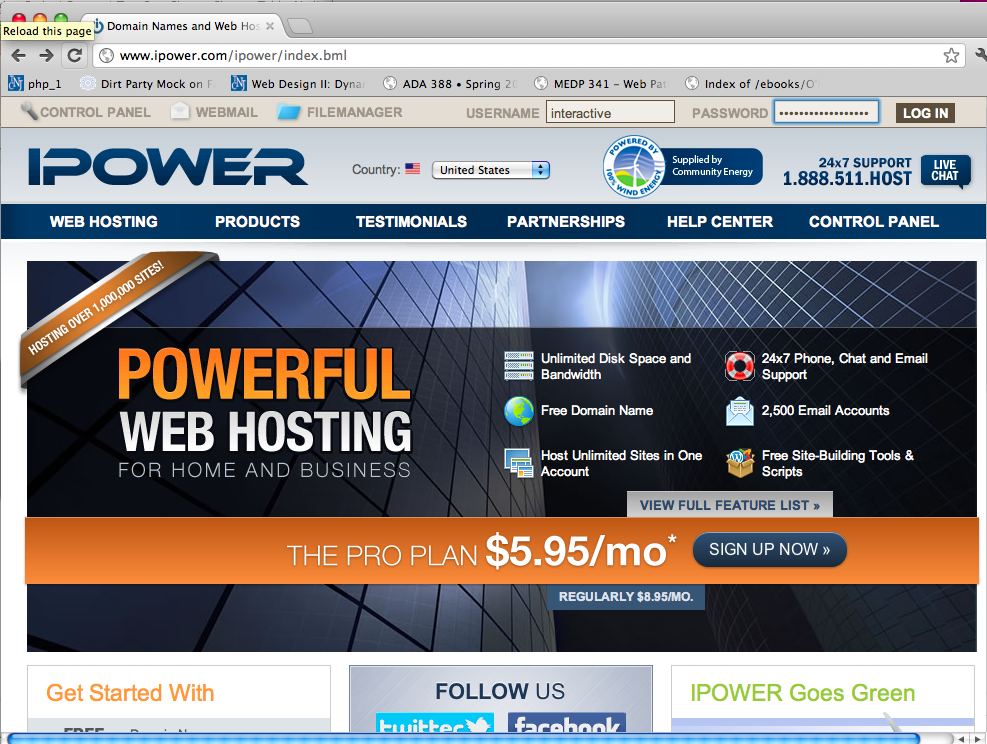 Domain Names and Web Hos
Reload this page
www.ipower.com/ipower/index.bml
php_1
Dirt Party Mock on F
Web Design II: Dyna
ADA 388 • Spring 20
MEDP 341 – Web Pat
Index of /ebooks/O'
CONTROL PANEL
WEBMAIL
FILEMANAGER
USERNAME
interactive
PASSWORD
••••••••••••••••••
LOG IN
IPOWER
Country:
United States
POWERED BY
100% WIND ENERGY
Supplied by
Community Energy
24x7 SUPPORT
1.888.511.HOST
LIVE
CHAT
WEB HOSTING
PRODUCTS
TESTIMONIALS
PARTNERSHIPS
HELP CENTER
CONTROL PANEL
HOSTING OVER 1,000,000 SITES!
POWERFUL
WEB HOSTING
FOR HOME AND BUSINESS
Unlimited Disk Space and
Bandwidth
24x7 Phone, Chat and Email
Support
Free Domain Name
2,500 Email Accounts
Host Unlimited Sites in One
Account
Free Site-Building Tools &
Scripts
VIEW FULL FEATURE LIST »
THE PRO PLAN $5.95/mo*
SIGN UP NOW »
REGULARLY $8.95/MO.
Get Started With
FOLLOW US
IPOWER Goes Green
twitter
facebook
FREE